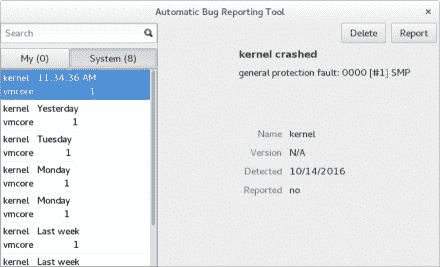 Automatic Bug Reporting Tool
Search
Delete
Report
My (0)
System (8)
kernel 11:34:36 AM
vmcore 1
kernel Yesterday
vmcore 1
kernel Tuesday
vmcore 1
kernel Monday
vmcore 1
kernel Monday
vmcore 1
kernel Last week
vmcore 1
kernel Last week
kernel crashed
general protection fault: 0000 [#1] SMP
Name kernel
Version N/A
Detected 10/14/2016
Reported no